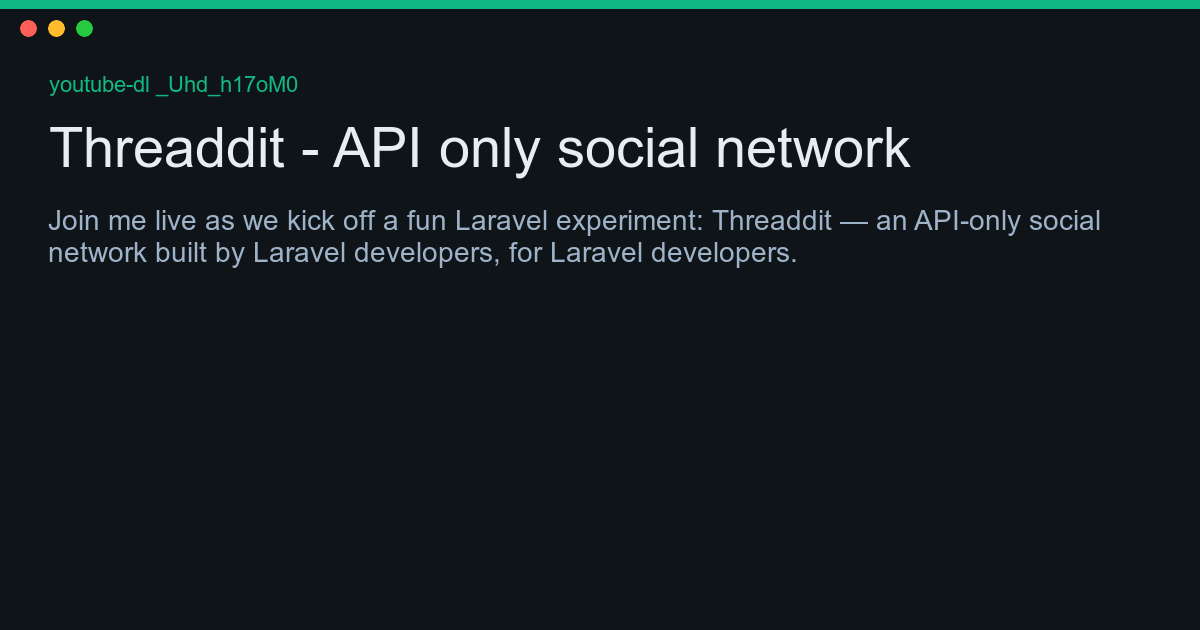 youtube-dl _Uhd_h17oM0
Threaddit - API only social network
Join me live as we kick off a fun Laravel experiment: Threaddit — an API-only social
network built by Laravel developers, for Laravel developers.